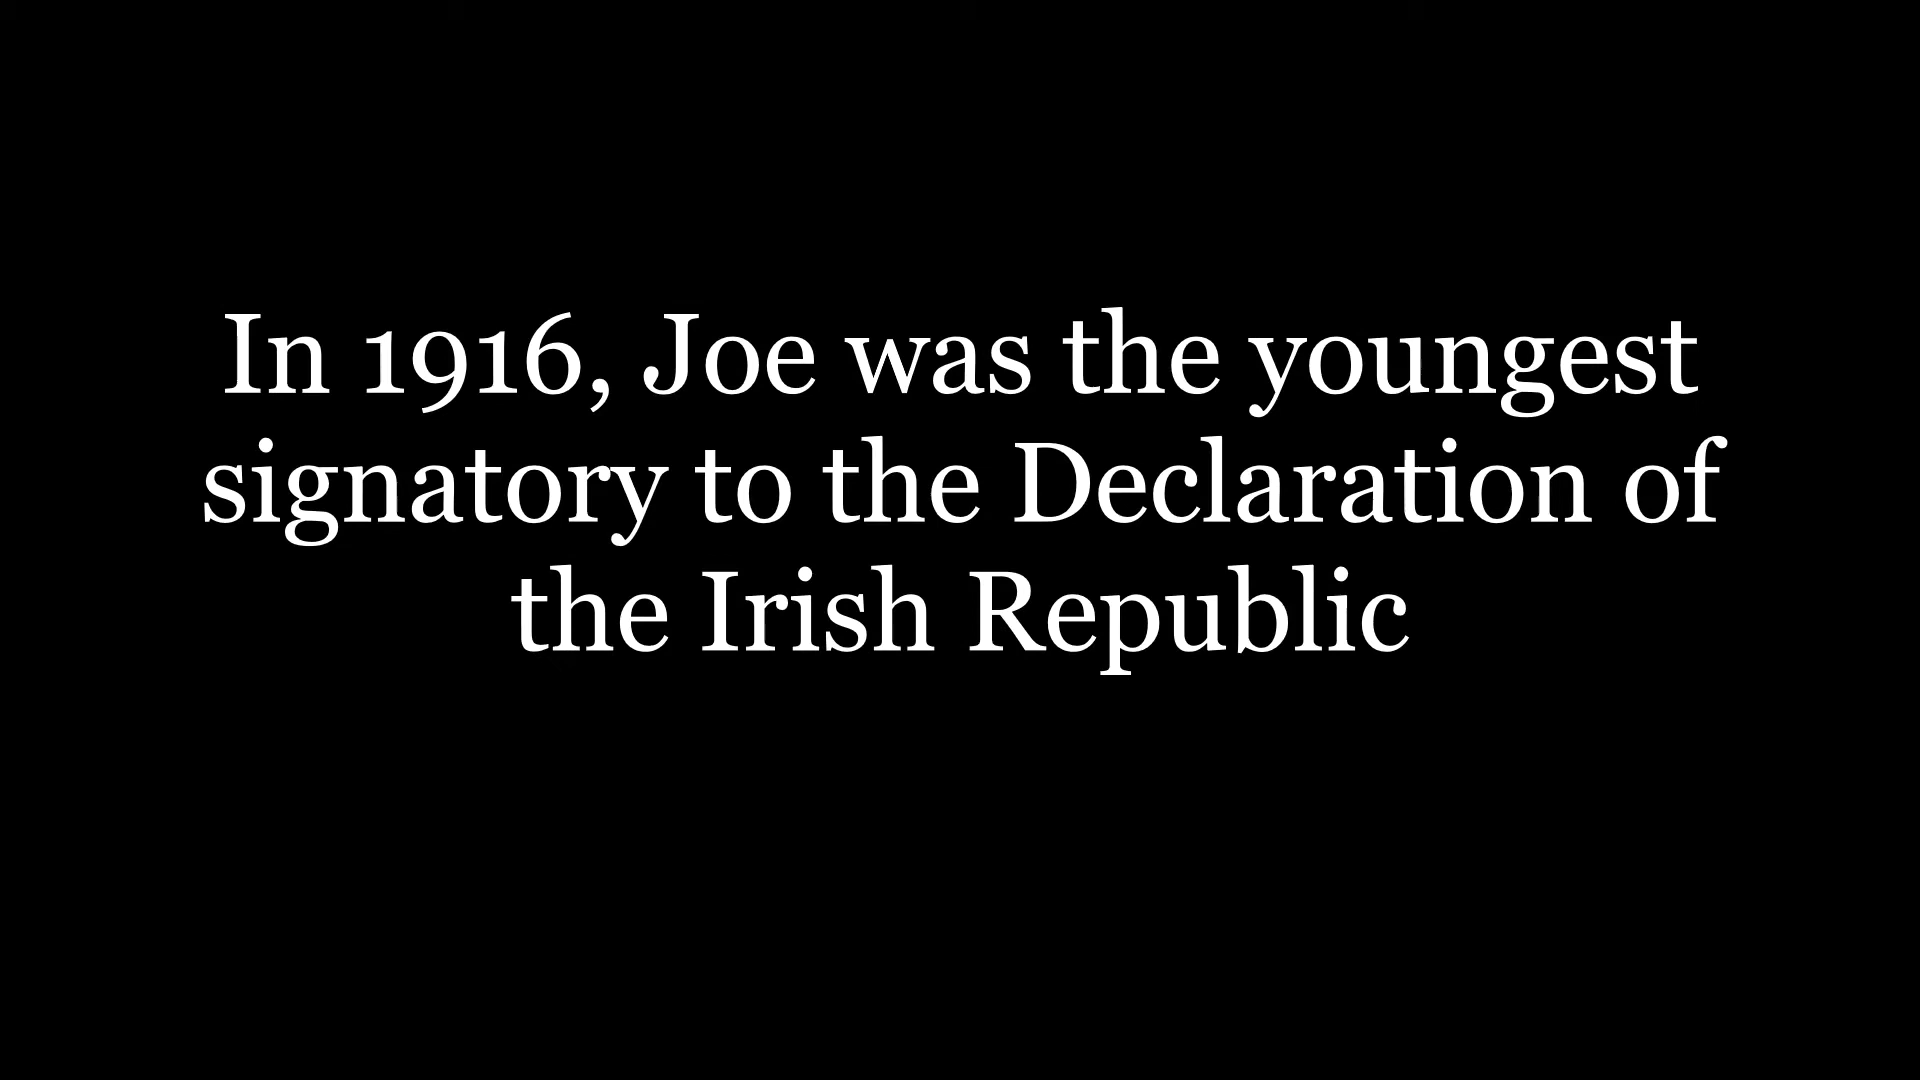 In 1916, Joe was the youngest
signatory to the Declaration of
the Irish Republic